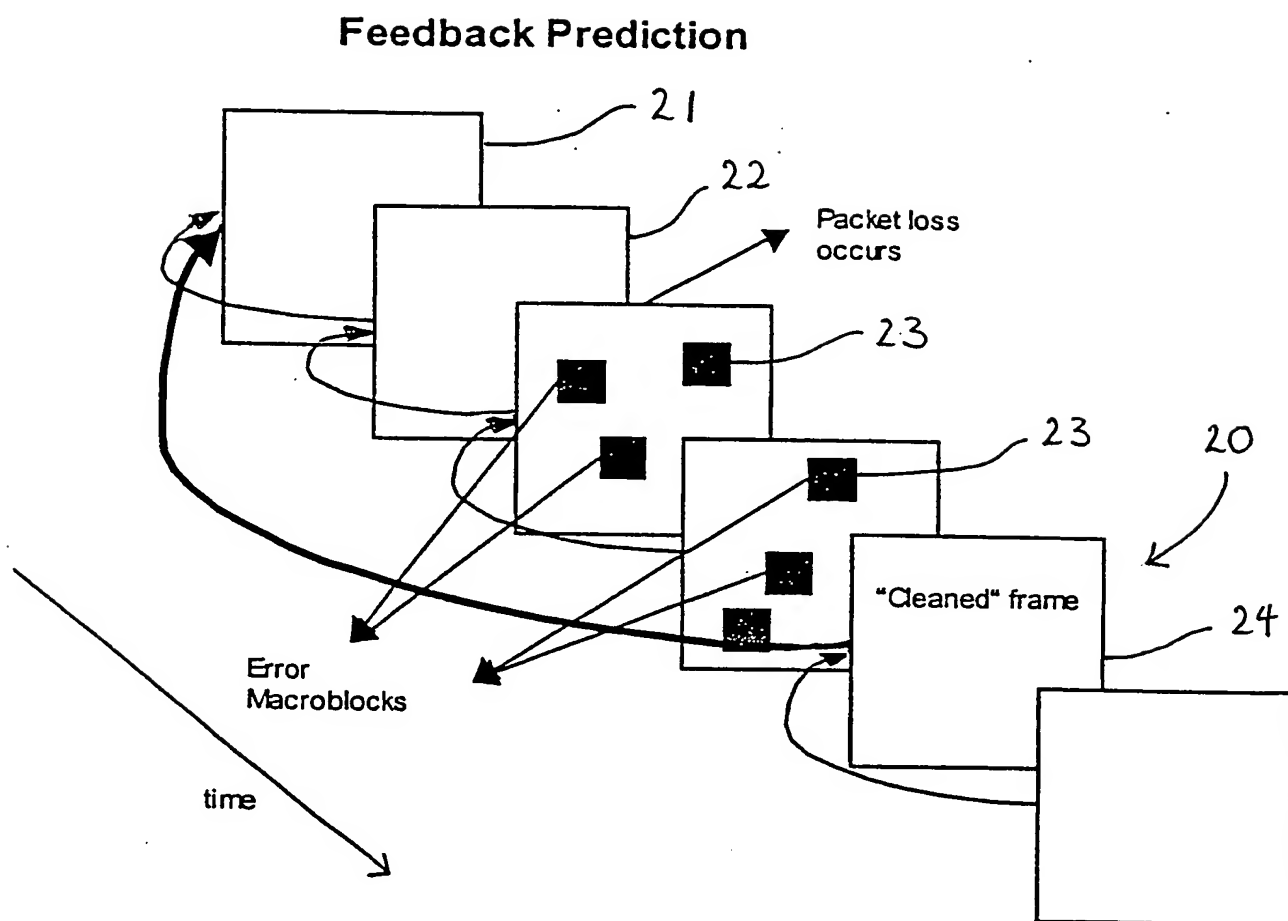 Feedback Prediction
21
22
Packet loss
occurs
23
23
20
"Cleaned" frame
24
Error
Macroblocks
time